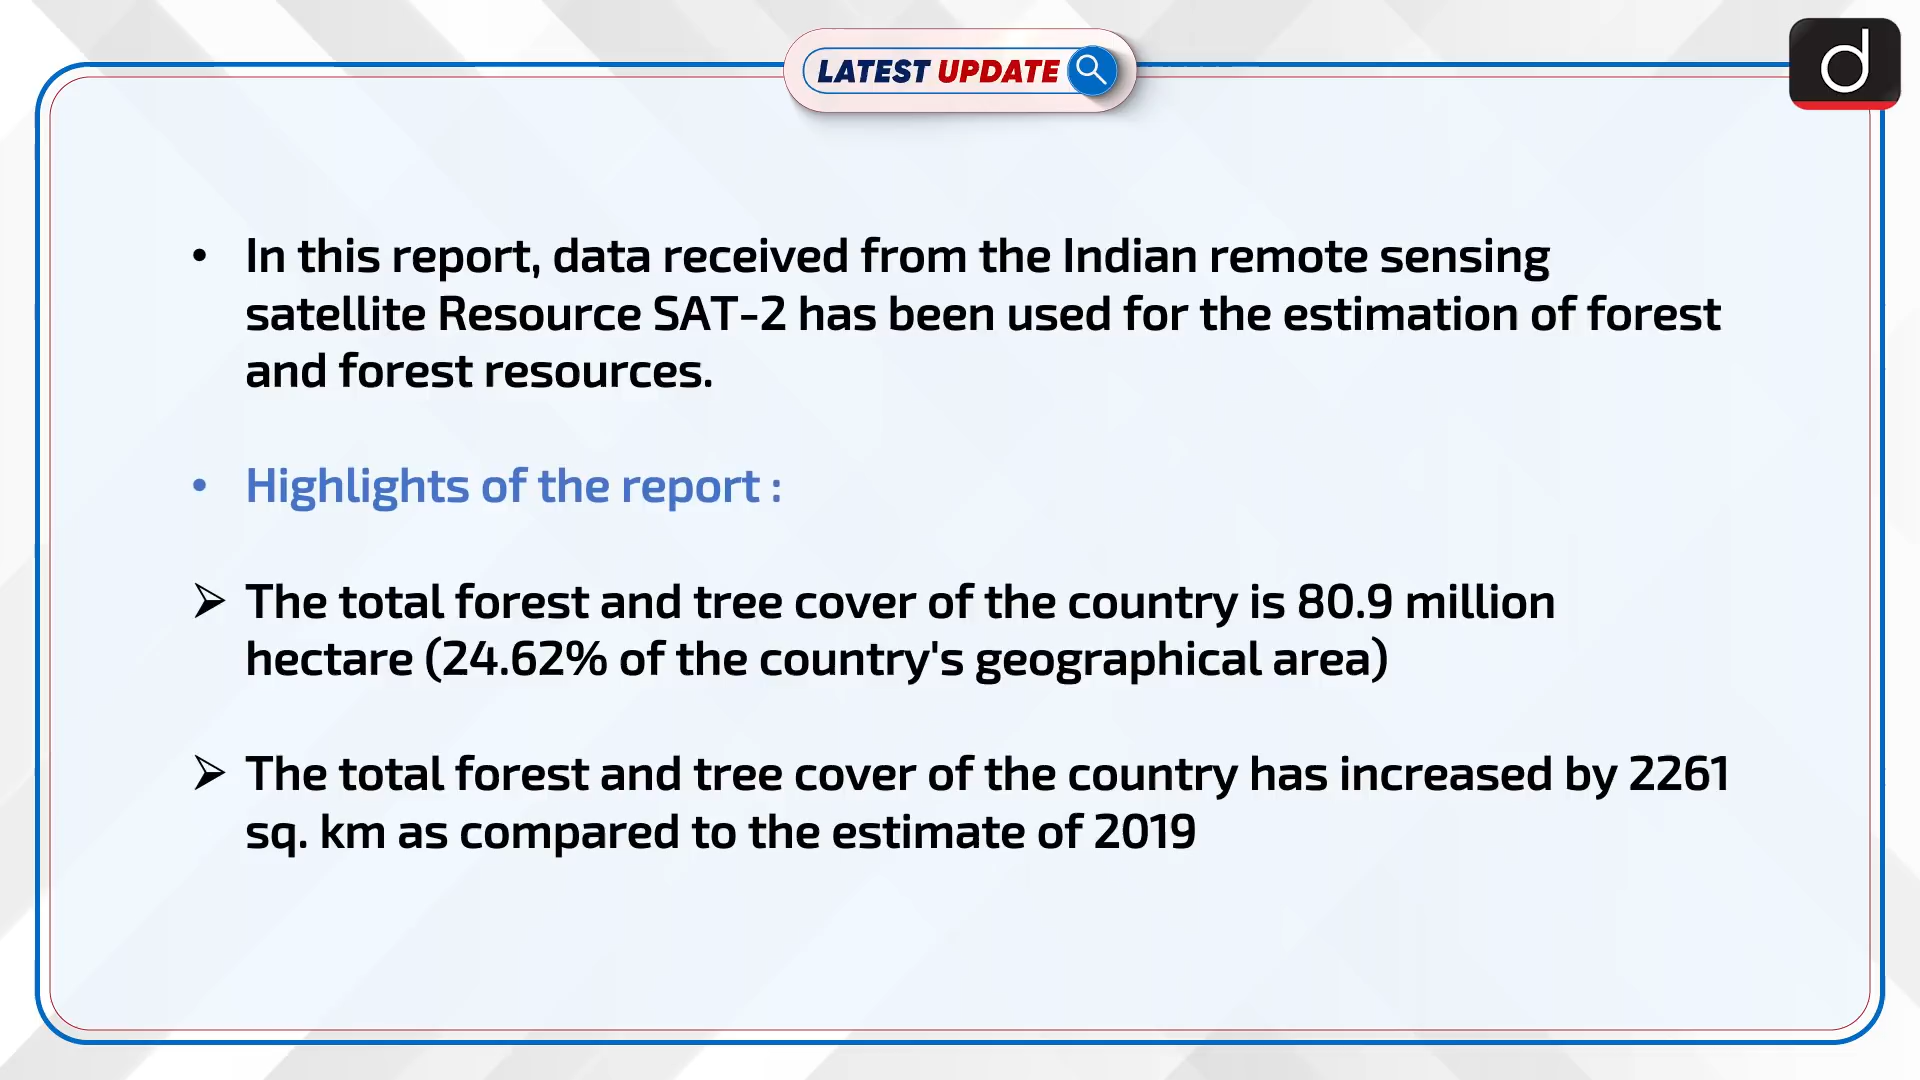 LATEST UPDATE
d
• In this report, data received from the Indian remote sensing
satellite Resource SAT-2 has been used for the estimation of forest
and forest resources.
• Highlights of the report :
➢ The total forest and tree cover of the country is 80.9 million
hectare (24.62% of the country's geographical area)
➢ The total forest and tree cover of the country has increased by 2261
sq. km as compared to the estimate of 2019